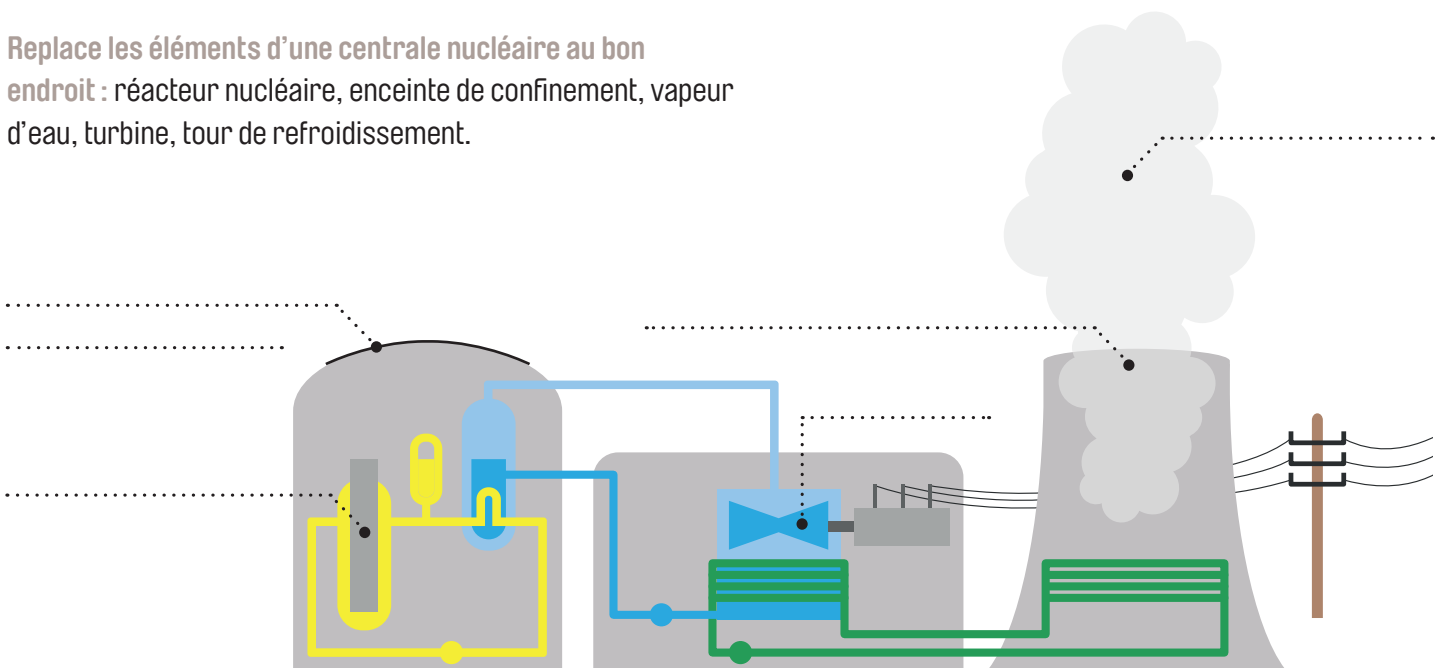 Replace les éléments d’une centrale nucléaire au bon
endroit : réacteur nucléaire, enceinte de confinement, vapeur
d’eau, turbine, tour de refroidissement.